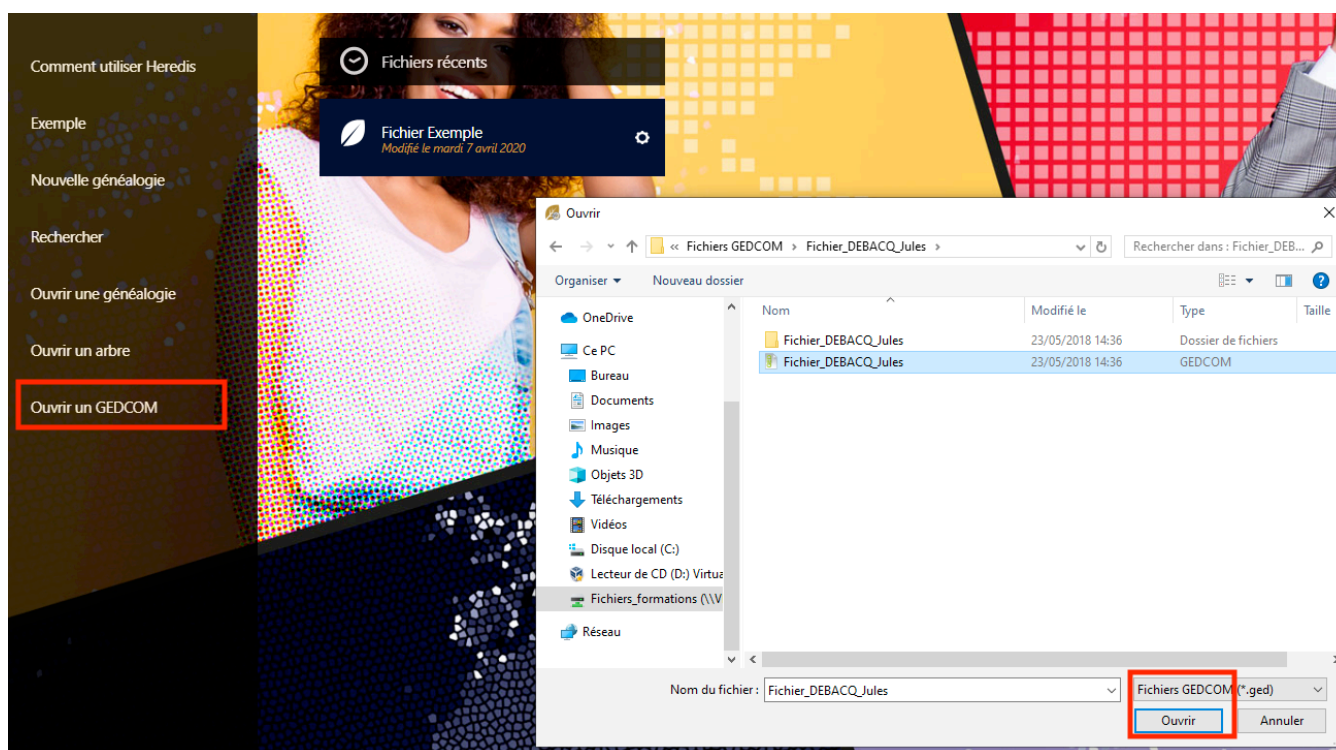 Comment utiliser Heredis
Exemple
Nouvelle généalogie
Rechercher
Ouvrir une généalogie
Ouvrir un arbre
Ouvrir un GEDCOM
Fichiers récents
Fichier Exemple
Modifié le mardi 7 avril 2020
Ouvrir
« Fichiers GEDCOM › Fichier_DEBACQ_Jules ›
Rechercher dans : Fichier_DEB...
Organiser
Nouveau dossier
Nom Modifié le Type Taille
Fichier_DEBACQ_Jules 23/05/2018 14:36 Dossier de fichiers
Fichier_DEBACQ_Jules 23/05/2018 14:36 GEDCOM
OneDrive
Ce PC
Bureau
Documents
Images
Musique
Objets 3D
Téléchargements
Vidéos
Disque local (C:)
Lecteur de CD (D:) Virtua
Fichiers_formations (\\V
Réseau
Nom du fichier : Fichier_DEBACQ_Jules
Fichiers GEDCOM (*.ged)
Ouvrir
Annuler